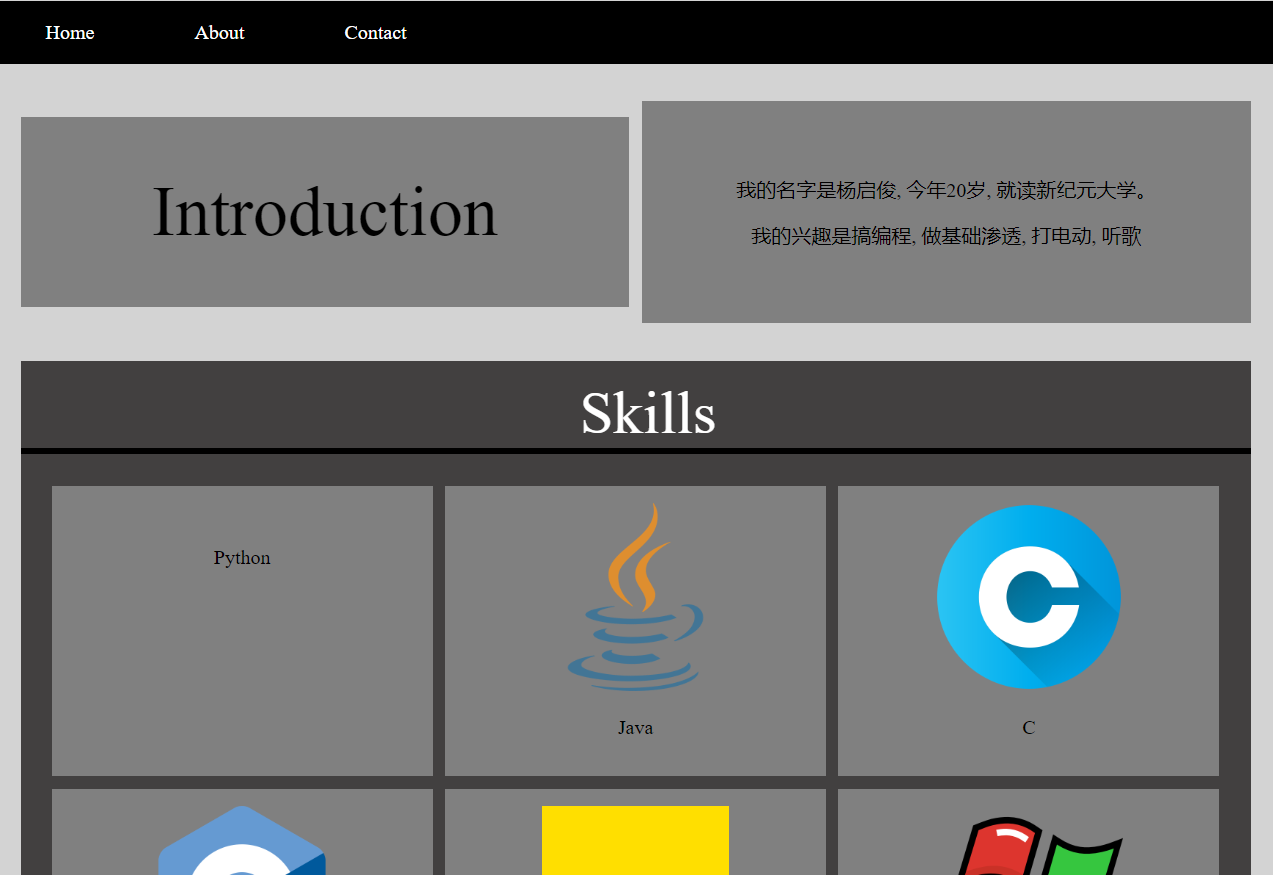 Home About Contact
Introduction
我的名字是杨启俊, 今年20岁, 就读新纪元大学。
我的兴趣是搞编程, 做基础渗透, 打电动, 听歌
Skills
Python
Java
C